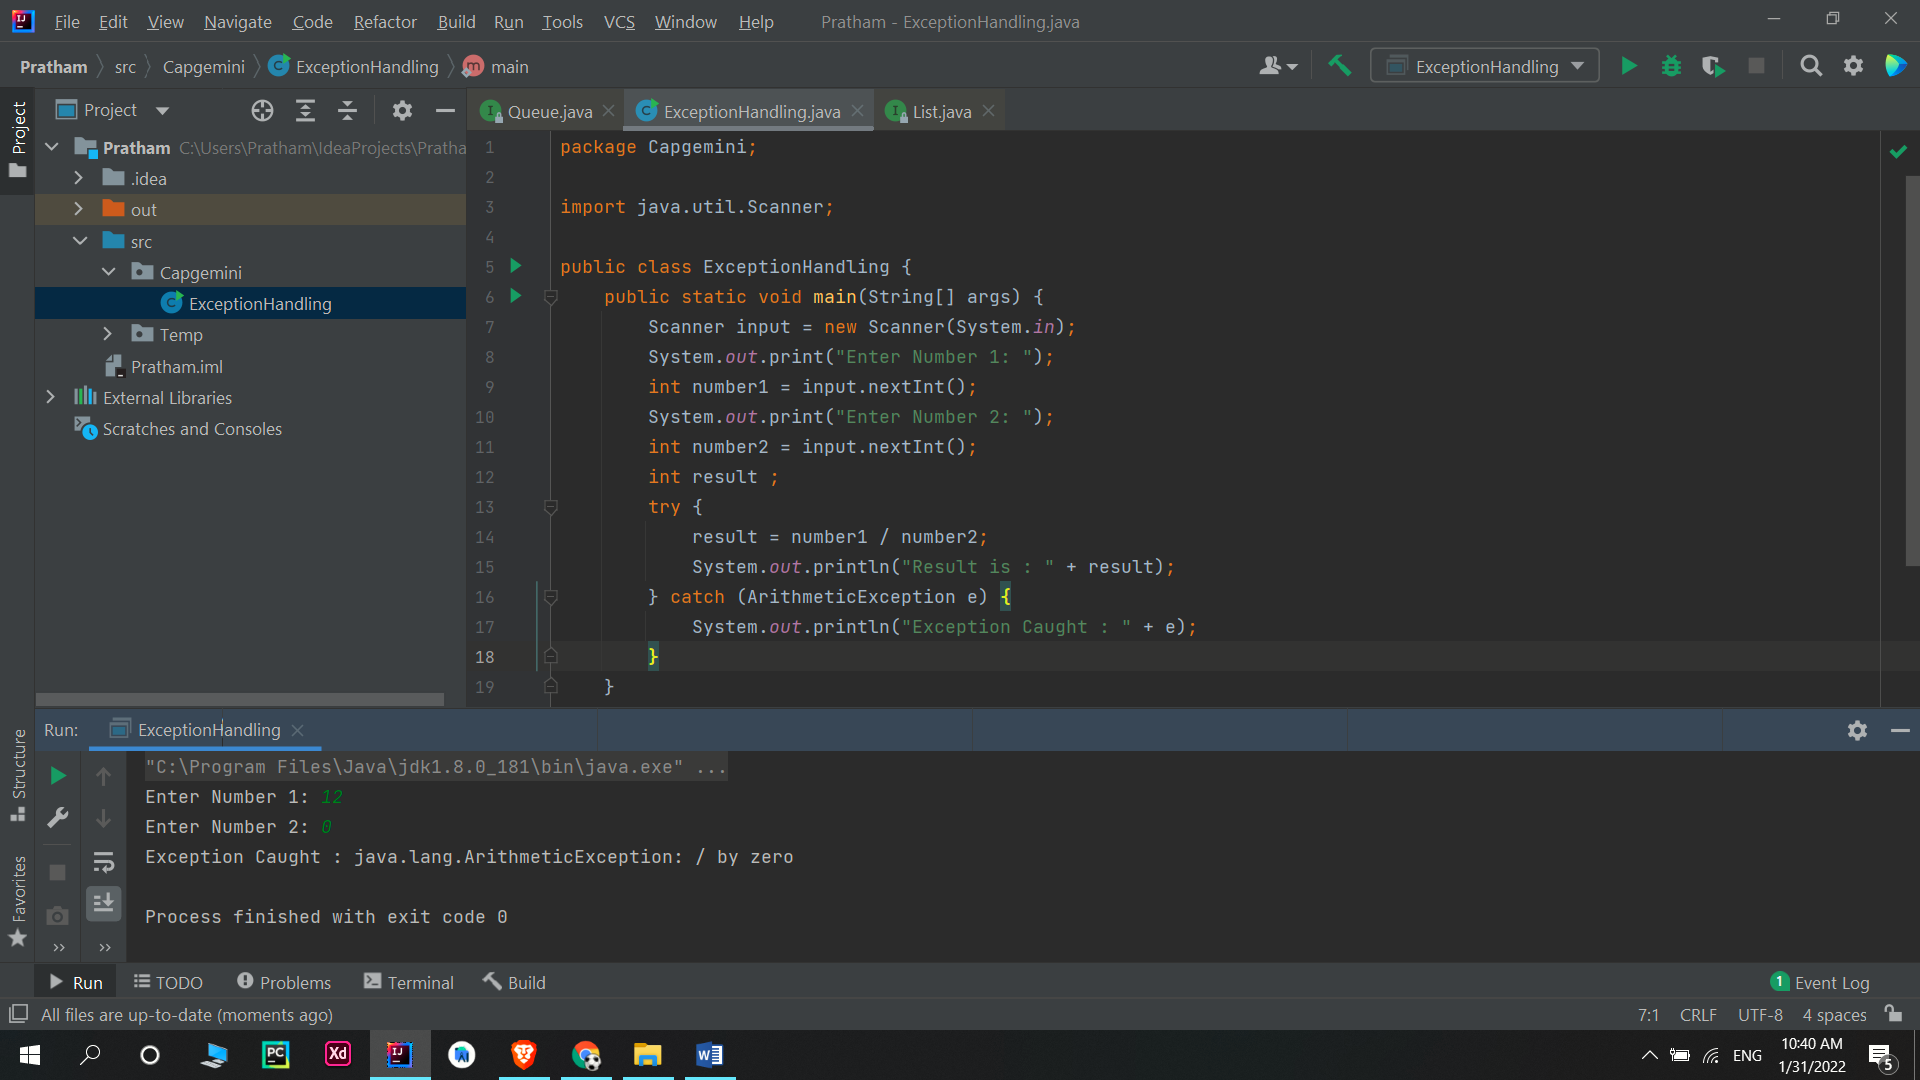 File Edit View Navigate Code Refactor Build Run Tools VCS Window Help Pratham - ExceptionHandling.java
Pratham src Capgemini ExceptionHandling main ExceptionHandling
Project
Project
Queue.java ExceptionHandling.java List.java
Pratham C:\Users\Pratham\IdeaProjects\Pratha
.idea
out
src
Capgemini
ExceptionHandling
Temp
Pratham.iml
External Libraries
Scratches and Consoles
1 package Capgemini;
2
3 import java.util.Scanner;
4
5 public class ExceptionHandling {
6 public static void main(String[] args) {
7 Scanner input = new Scanner(System.in);
8 System.out.print("Enter Number 1: ");
9 int number1 = input.nextInt();
10 System.out.print("Enter Number 2: ");
11 int number2 = input.nextInt();
12 int result ;
13 try {
14 result = number1 / number2;
15 System.out.println("Result is : " + result);
16 } catch (ArithmeticException e) {
17 System.out.println("Exception Caught : " + e);
18 }
19 }
Structure
Favorites
Run: ExceptionHandling
"C:\Program Files\Java\jdk1.8.0_181\bin\java.exe" ...
Enter Number 1: 12
Enter Number 2: 0
Exception Caught : java.lang.ArithmeticException: / by zero
Process finished with exit code 0
Run TODO Problems Terminal Build 1 Event Log
All files are up-to-date (moments ago) 7:1 CRLF UTF-8 4 spaces
PC Xd IJ W ENG 10:40 AM
1/31/2022 5